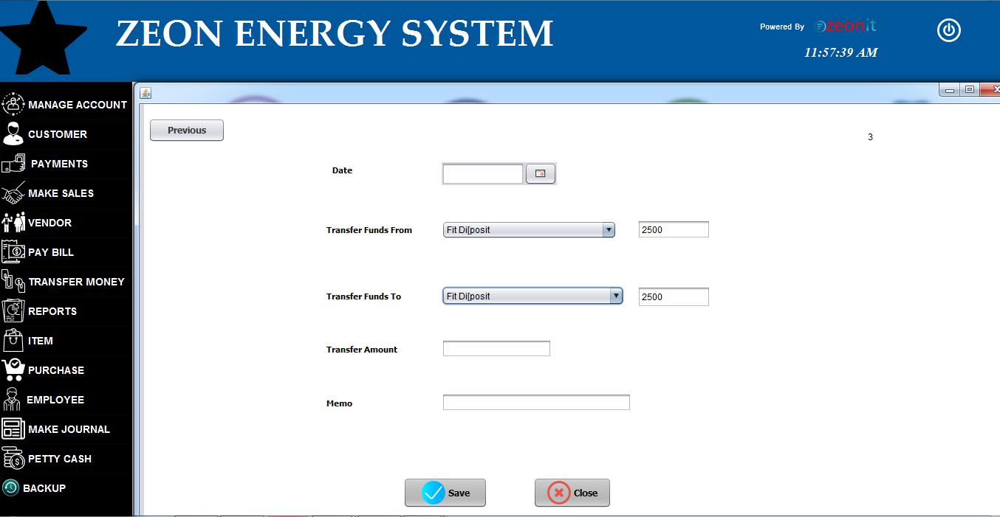 ZEON ENERGY SYSTEM
Powered By zeonit
11:57:39 AM
MANAGE ACCOUNT
CUSTOMER
PAYMENTS
MAKE SALES
VENDOR
PAY BILL
TRANSFER MONEY
REPORTS
ITEM
PURCHASE
EMPLOYEE
MAKE JOURNAL
PETTY CASH
BACKUP
Previous
3
Date
Transfer Funds From Fit Di[posit 2500
Transfer Funds To Fit Di[posit 2500
Transfer Amount
Memo
Save Close